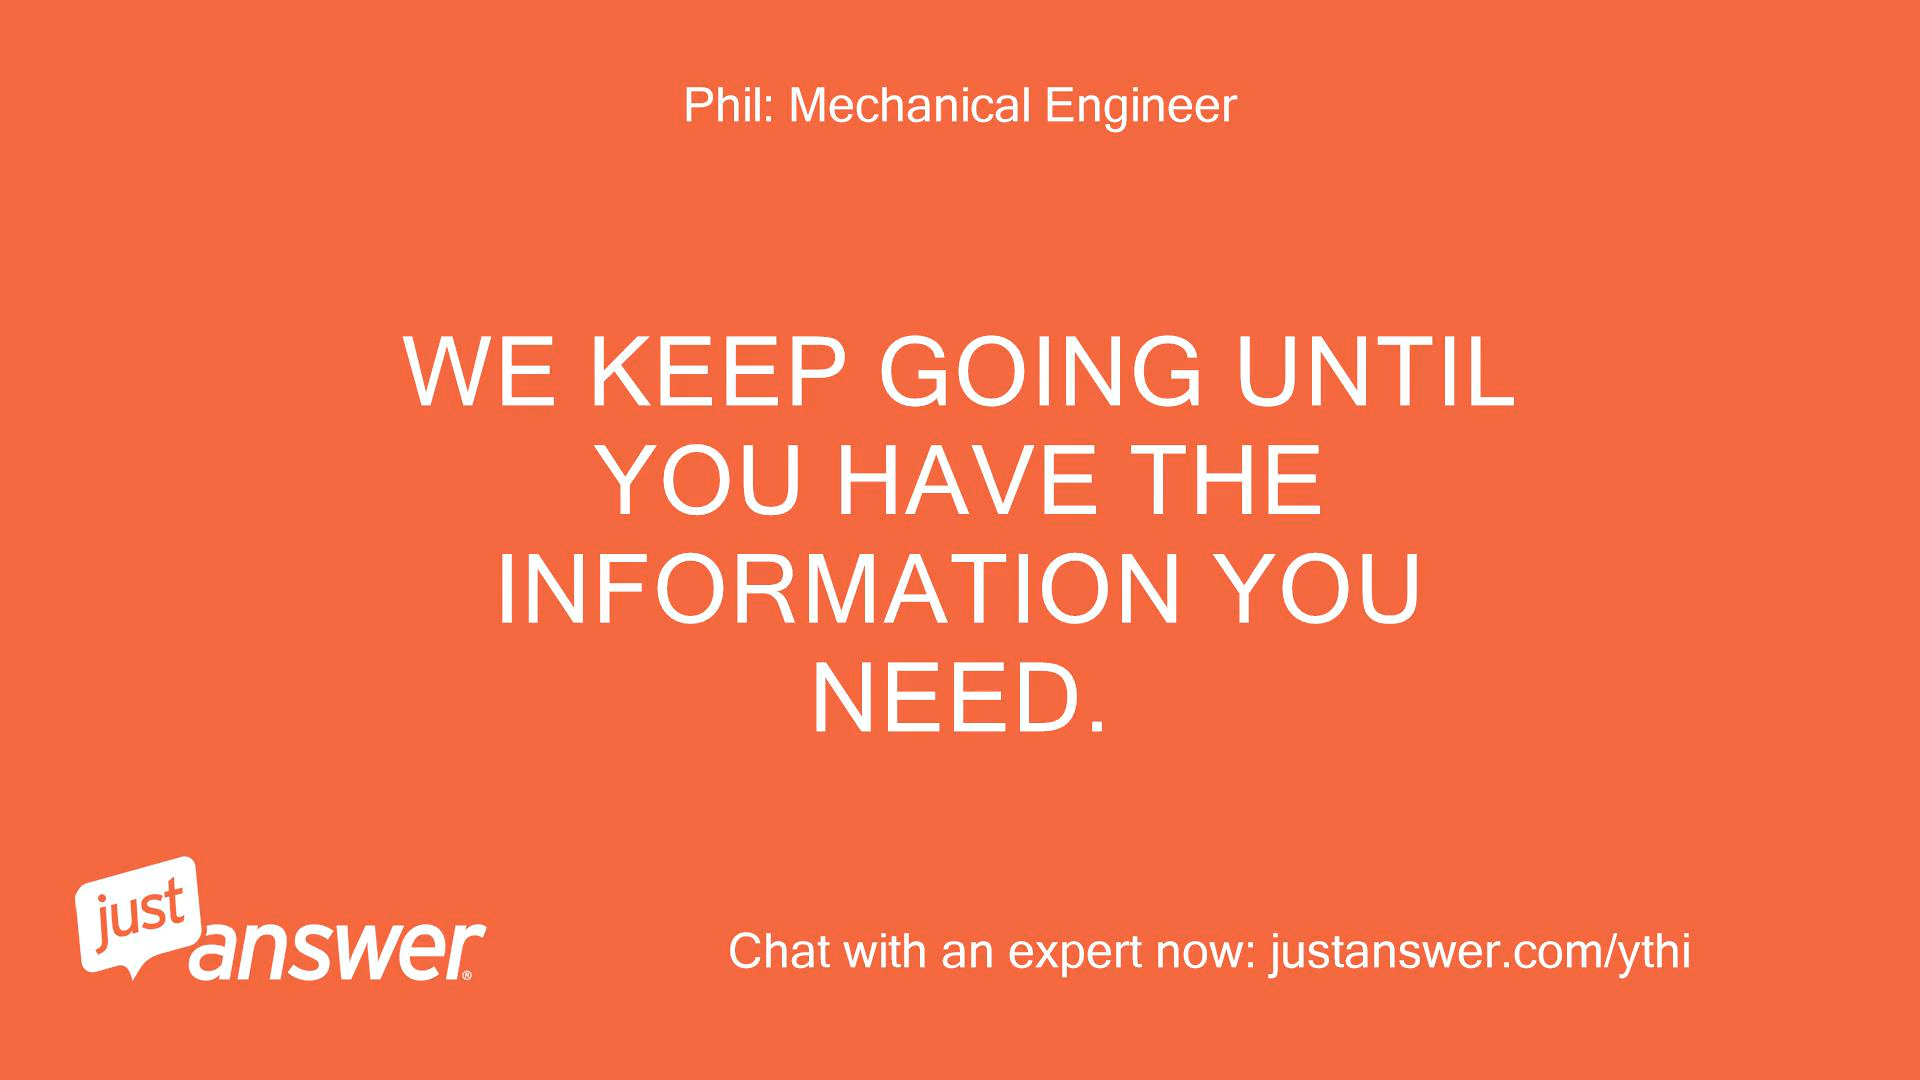 Phil: Mechanical Engineer
WE KEEP GOING UNTIL
YOU HAVE THE
INFORMATION YOU
NEED.
just
answer®
Chat with an expert now: justanswer.com/ythi